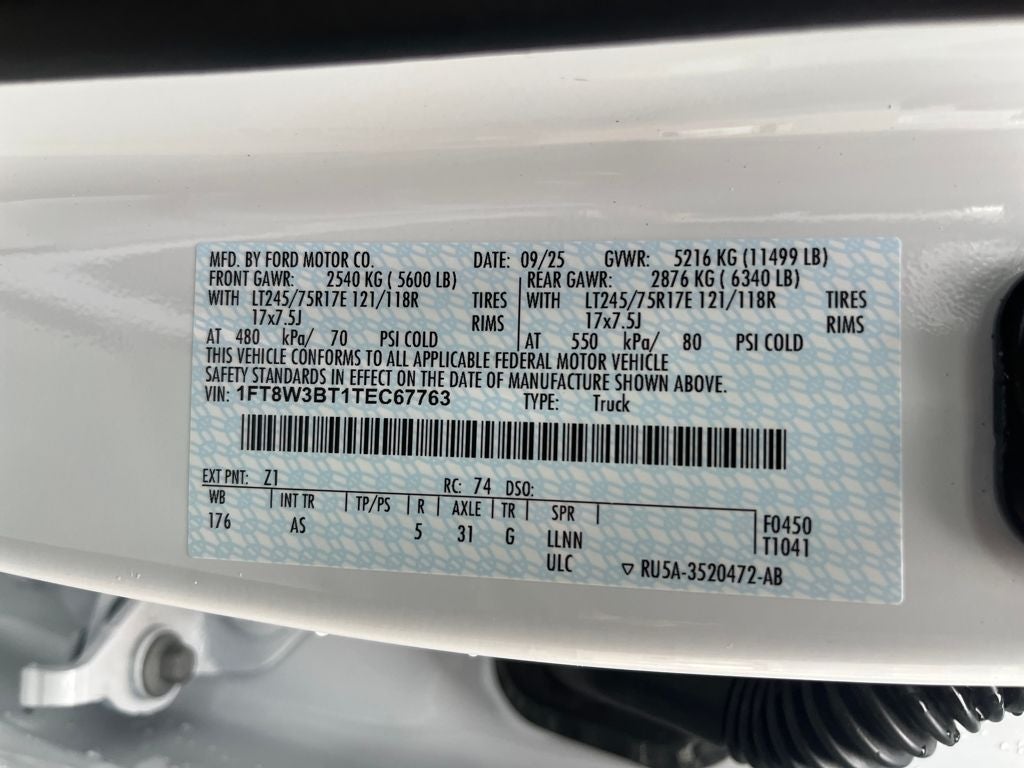 MFD. BY FORD MOTOR CO. DATE: 09/25 GVWR: 5216 KG (11499 LB)
FRONT GAWR: 2540 KG ( 5600 LB) REAR GAWR: 2876 KG ( 6340 LB)
WITH LT245/75R17E 121/118R TIRES WITH LT245/75R17E 121/118R TIRES
17x7.5J RIMS 17x7.5J RIMS
AT 480 kPa/ 70 PSI COLD AT 550 kPa/ 80 PSI COLD
THIS VEHICLE CONFORMS TO ALL APPLICABLE FEDERAL MOTOR VEHICLE
SAFETY STANDARDS IN EFFECT ON THE DATE OF MANUFACTURE SHOWN ABOVE.
VIN: 1FT8W3BT1TEC67763 TYPE: Truck
EXT PNT: Z1 RC: 74 DSO:
WB INT TR TP/PS R AXLE TR SPR
176 AS 5 31 G LLNN F0450
ULC T1041
RU5A-3520472-AB